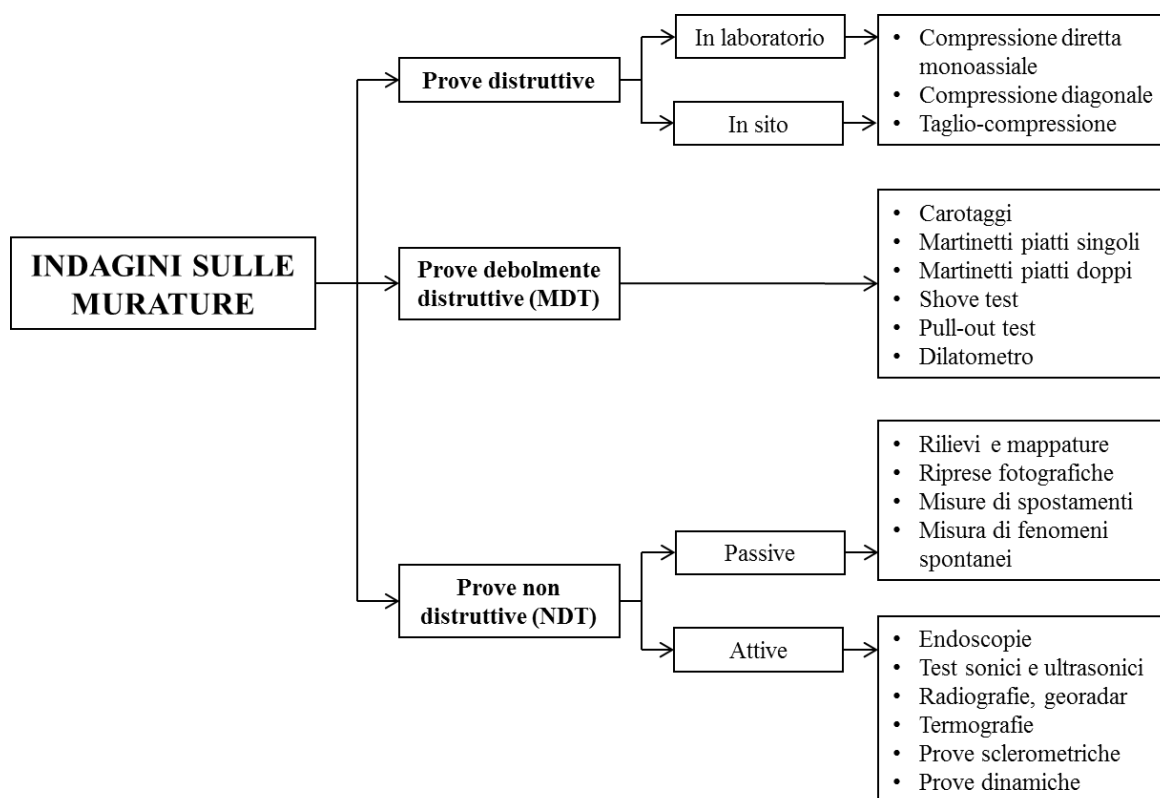 INDAGINI SULLE
MURATURE
Prove distruttive
In laboratorio
In sito
• Compressione diretta
monoassiale
• Compressione diagonale
• Taglio-compressione
Prove debolmente
distruttive (MDT)
• Carotaggi
• Martinetti piatti singoli
• Martinetti piatti doppi
• Shove test
• Pull-out test
• Dilatometro
Prove non
distruttive (NDT)
Passive
• Rilievi e mappature
• Riprese fotografiche
• Misure di spostamenti
• Misura di fenomeni
spontanei
Attive
• Endoscopie
• Test sonici e ultrasonici
• Radiografie, georadar
• Termografie
• Prove sclerometriche
• Prove dinamiche